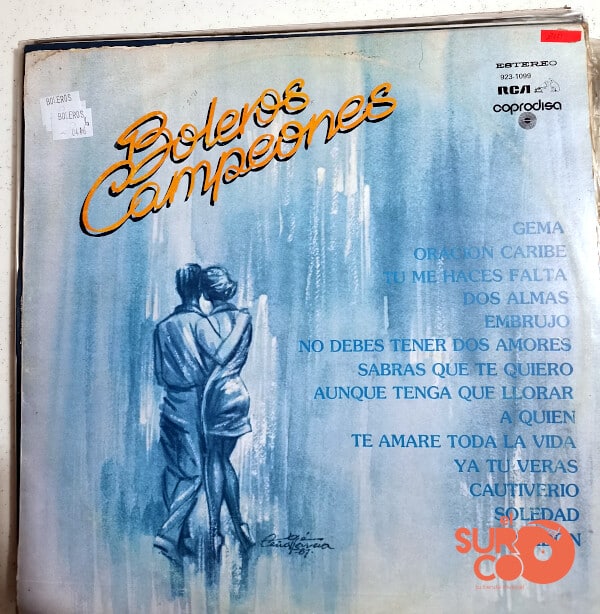 Boleros
Campeones
BOLEROS
BOLEROS
ESTEREO
923-1099
RCA
coprodisa
GEMA
ORACION CARIBE
TU ME HACES FALTA
DOS ALMAS
EMBRUJO
NO DEBES TENER DOS AMORES
SABRAS QUE TE QUIERO
AUNQUE TENGA QUE LLORAR
A QUIEN
TE AMARE TODA LA VIDA
YA TU VERAS
CAUTIVERIO
SOLEDAD
EL
SURCO